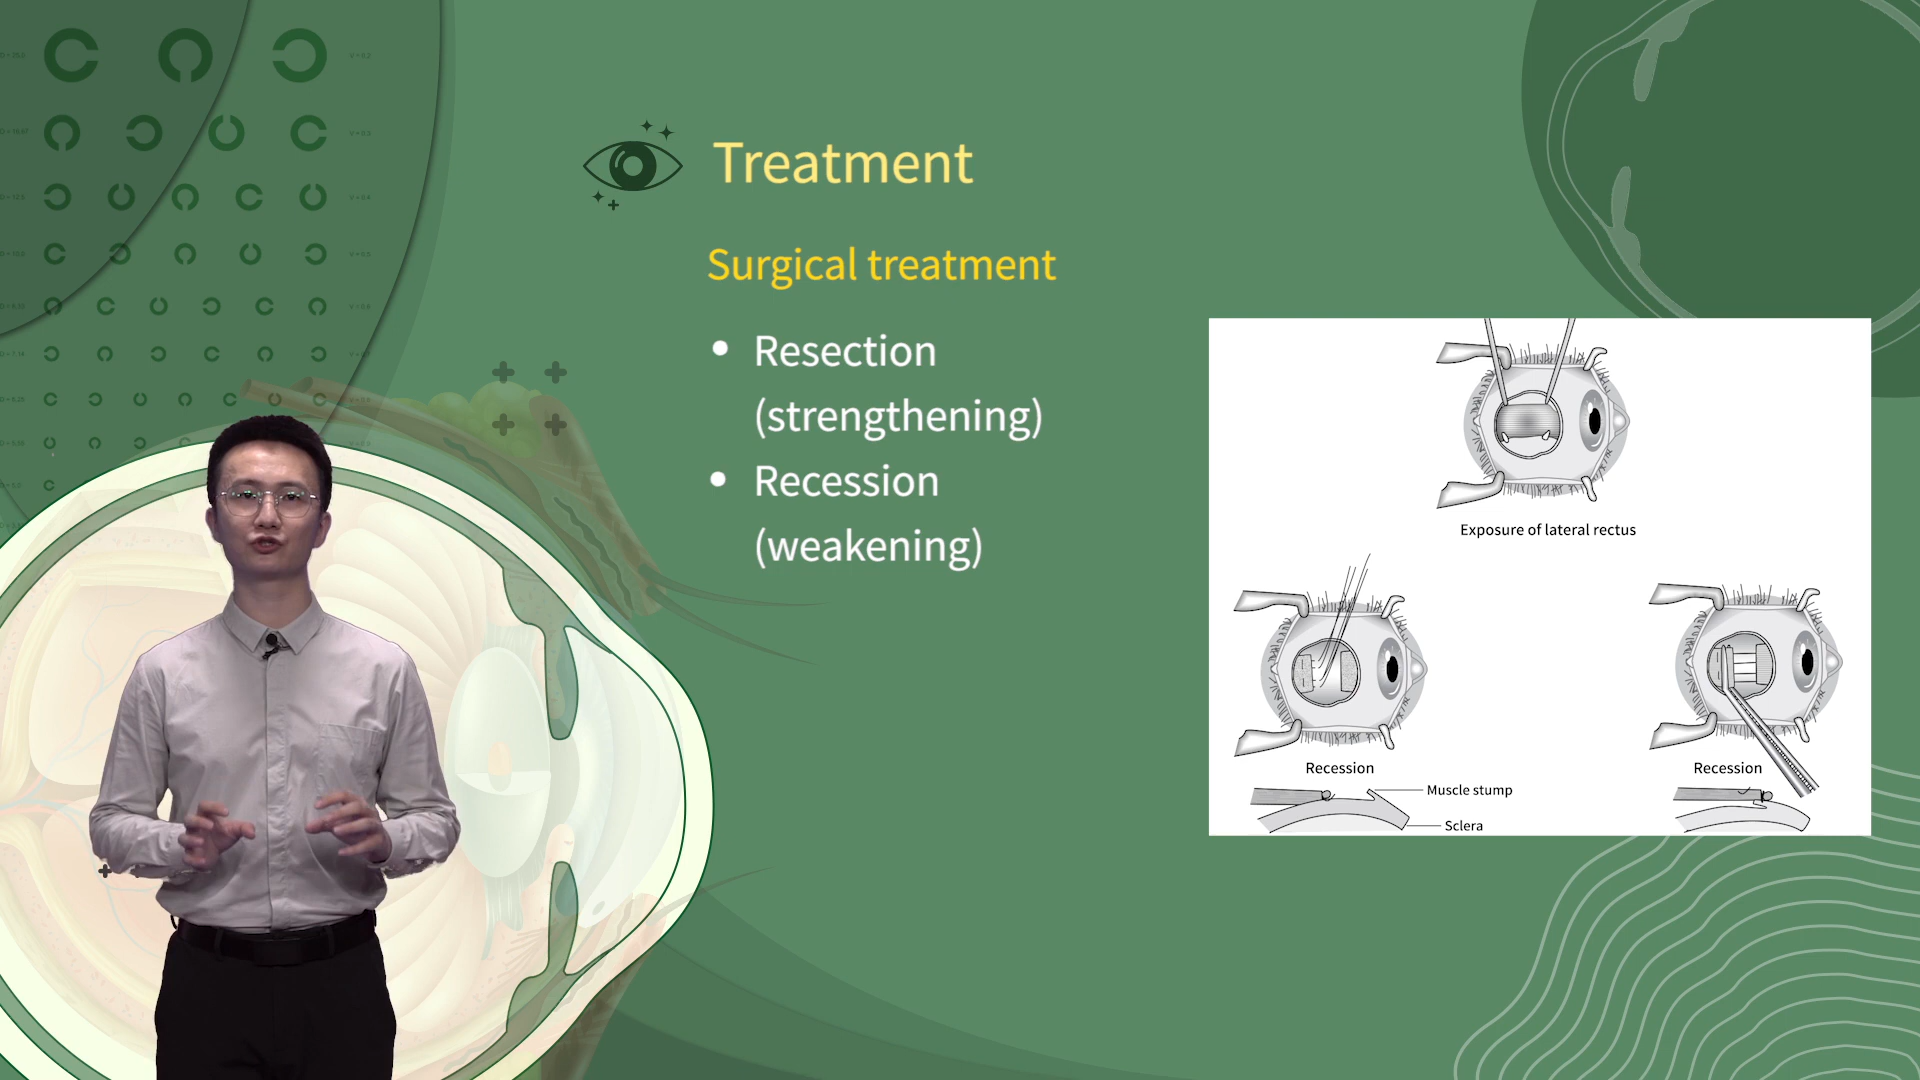 Treatment
Surgical treatment
• Resection
(strengthening)
• Recession
(weakening)
Exposure of lateral rectus
Recession
Recession
Muscle stump
Sclera